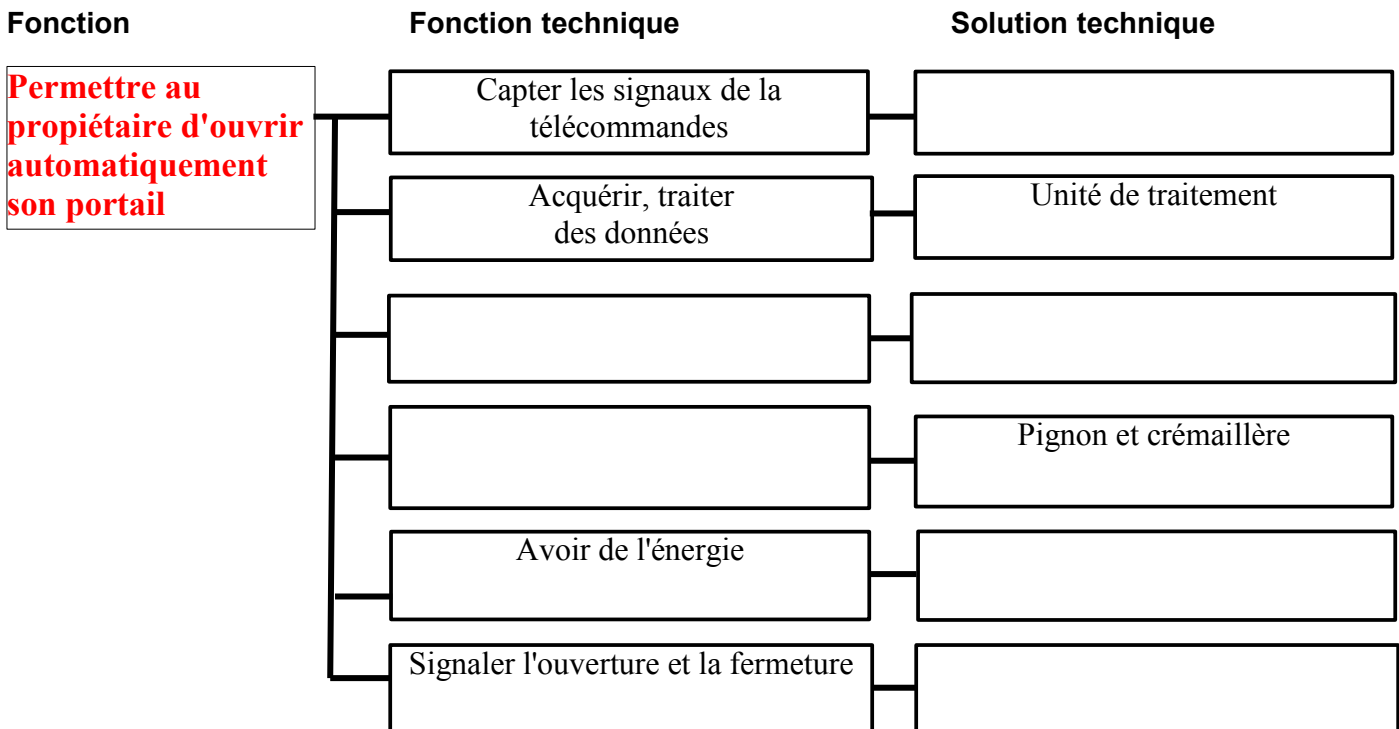 Fonction
Fonction technique
Solution technique
Permettre au
propiétaire d'ouvrir
automatiquement
son portail
Capter les signaux de la
télécommandes
Acquérir, traiter
des données
Unité de traitement
Pignon et crémaillère
Avoir de l'énergie
Signaler l'ouverture et la fermeture